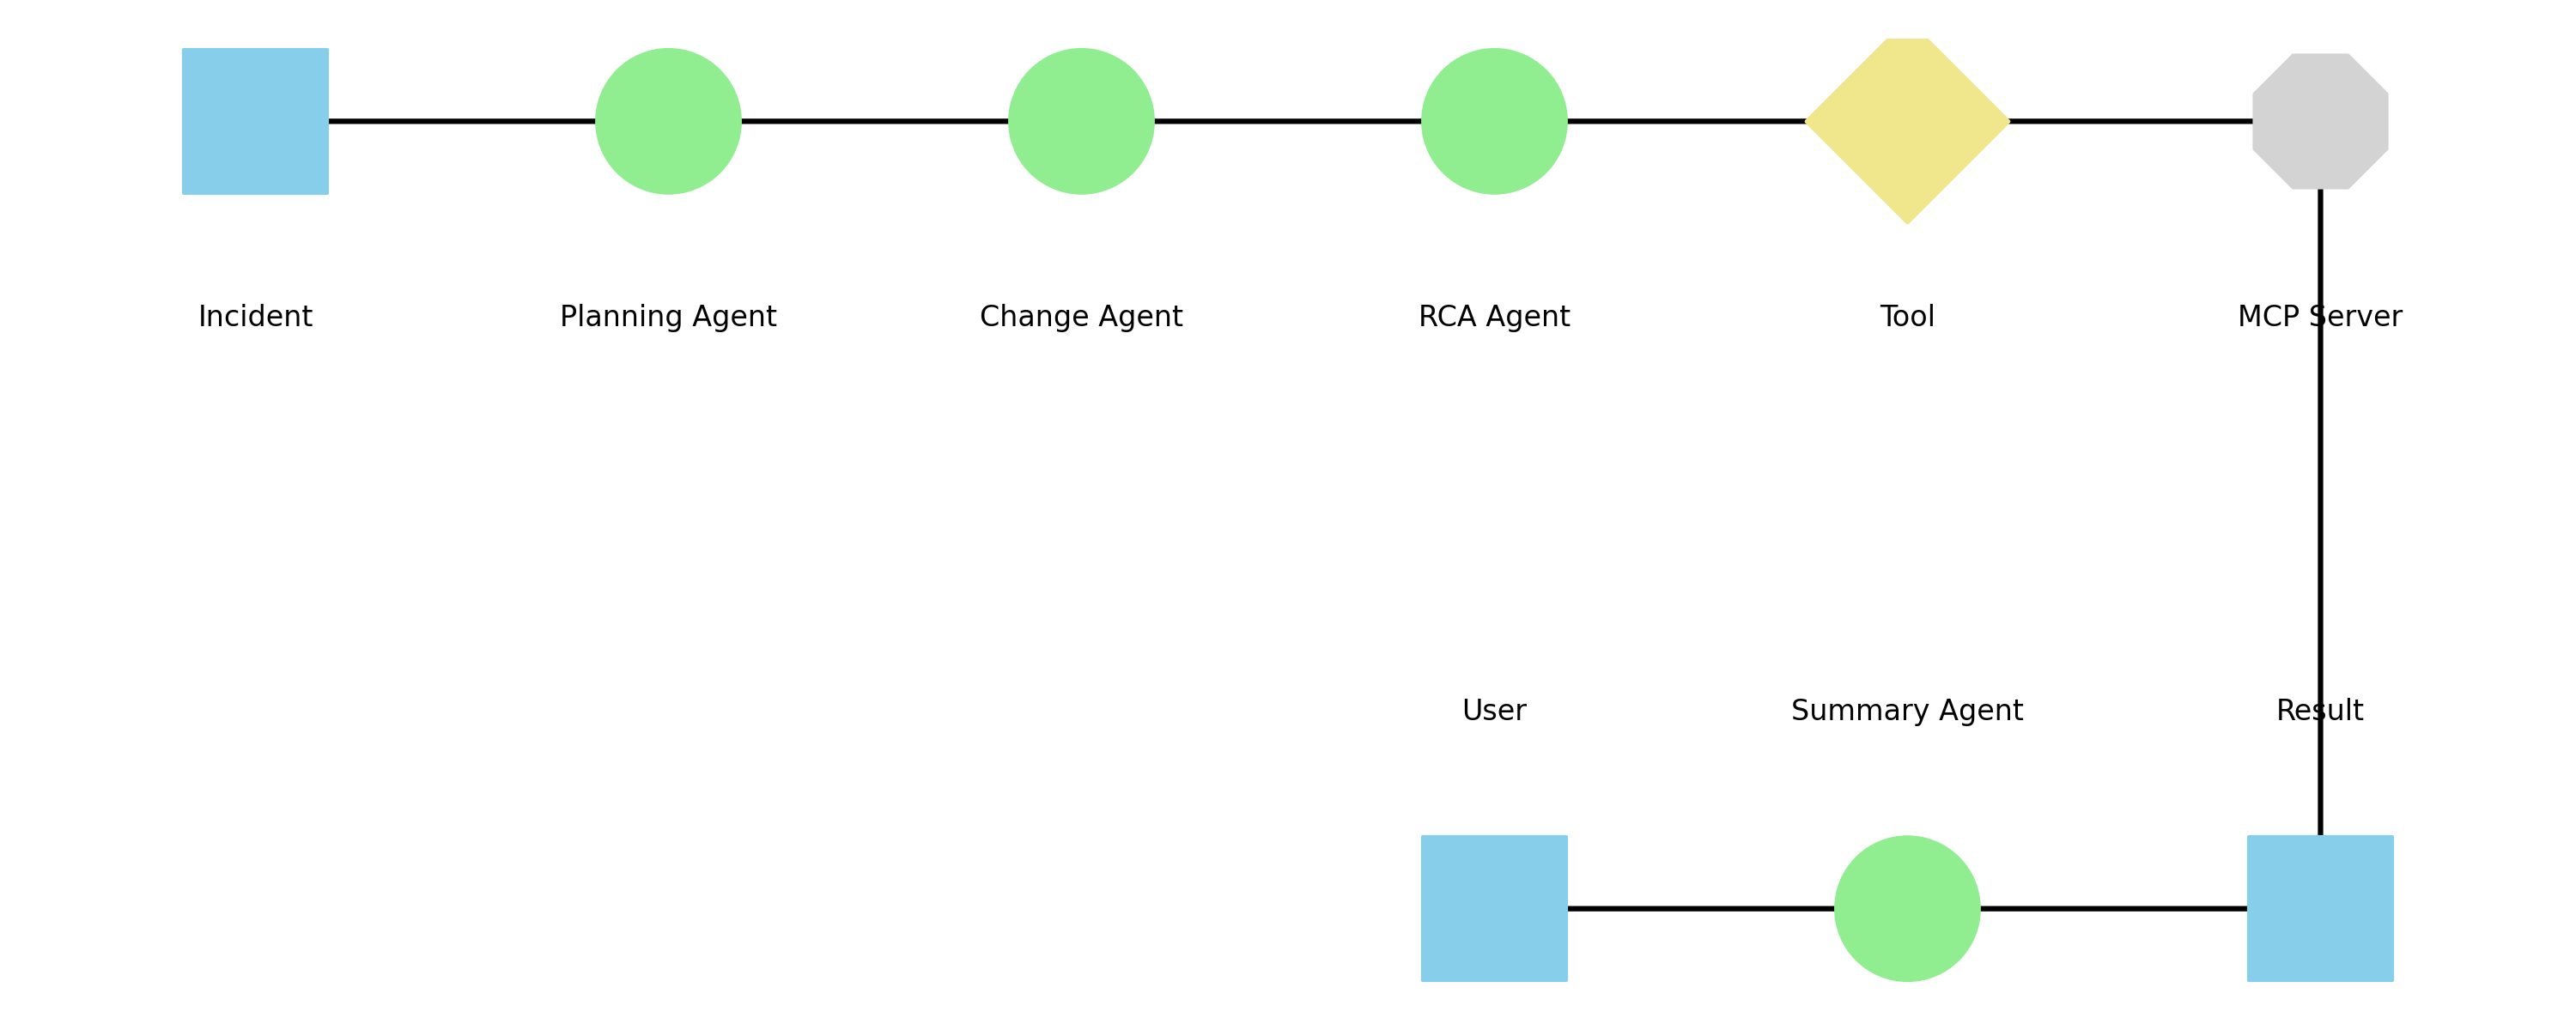 Incident
Planning Agent
Change Agent
RCA Agent
Tool
MCP Server
User
Summary Agent
Result